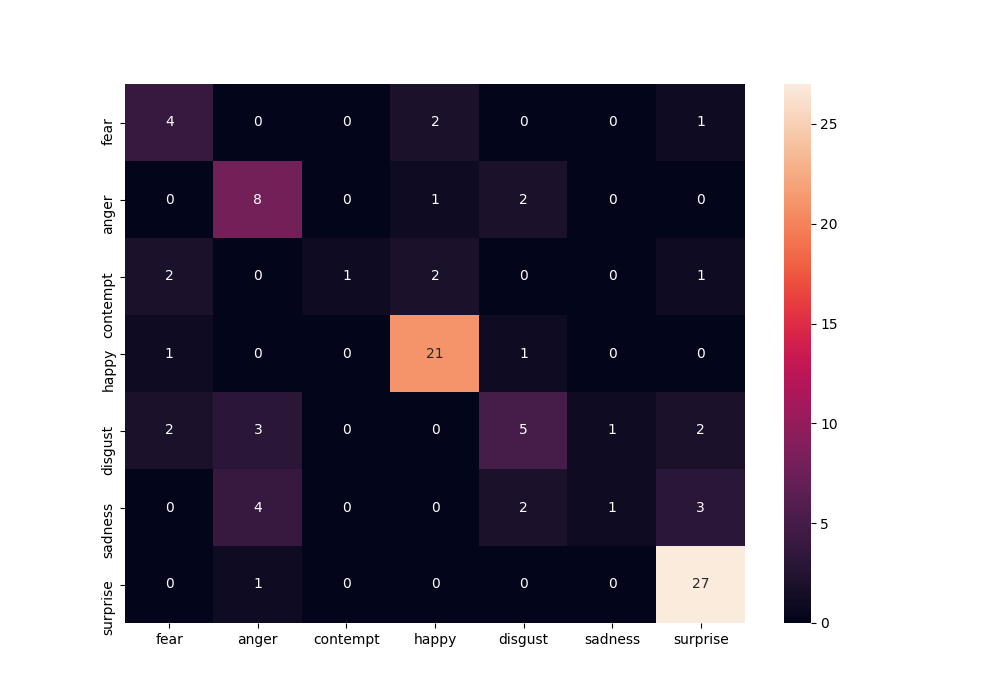 fear 4 0 0 2 0 0 1
anger 0 8 0 1 2 0 0
contempt 2 0 1 2 0 0 1
happy 1 0 0 21 1 0 0
disgust 2 3 0 0 5 1 2
sadness 0 4 0 0 2 1 3
surprise 0 1 0 0 0 0 27
fear anger contempt happy disgust sadness surprise
25
20
15
10
5
0